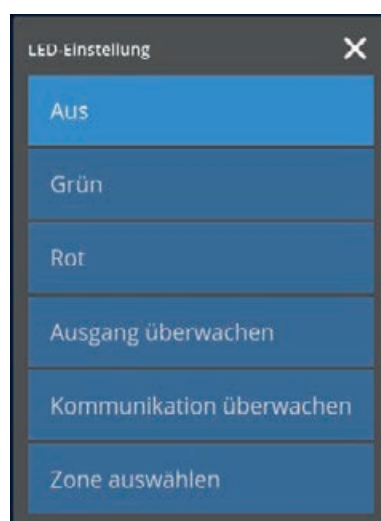 LED-Einstellung
Aus
Grün
Rot
Ausgang überwachen
Kommunikation überwachen
Zone auswählen